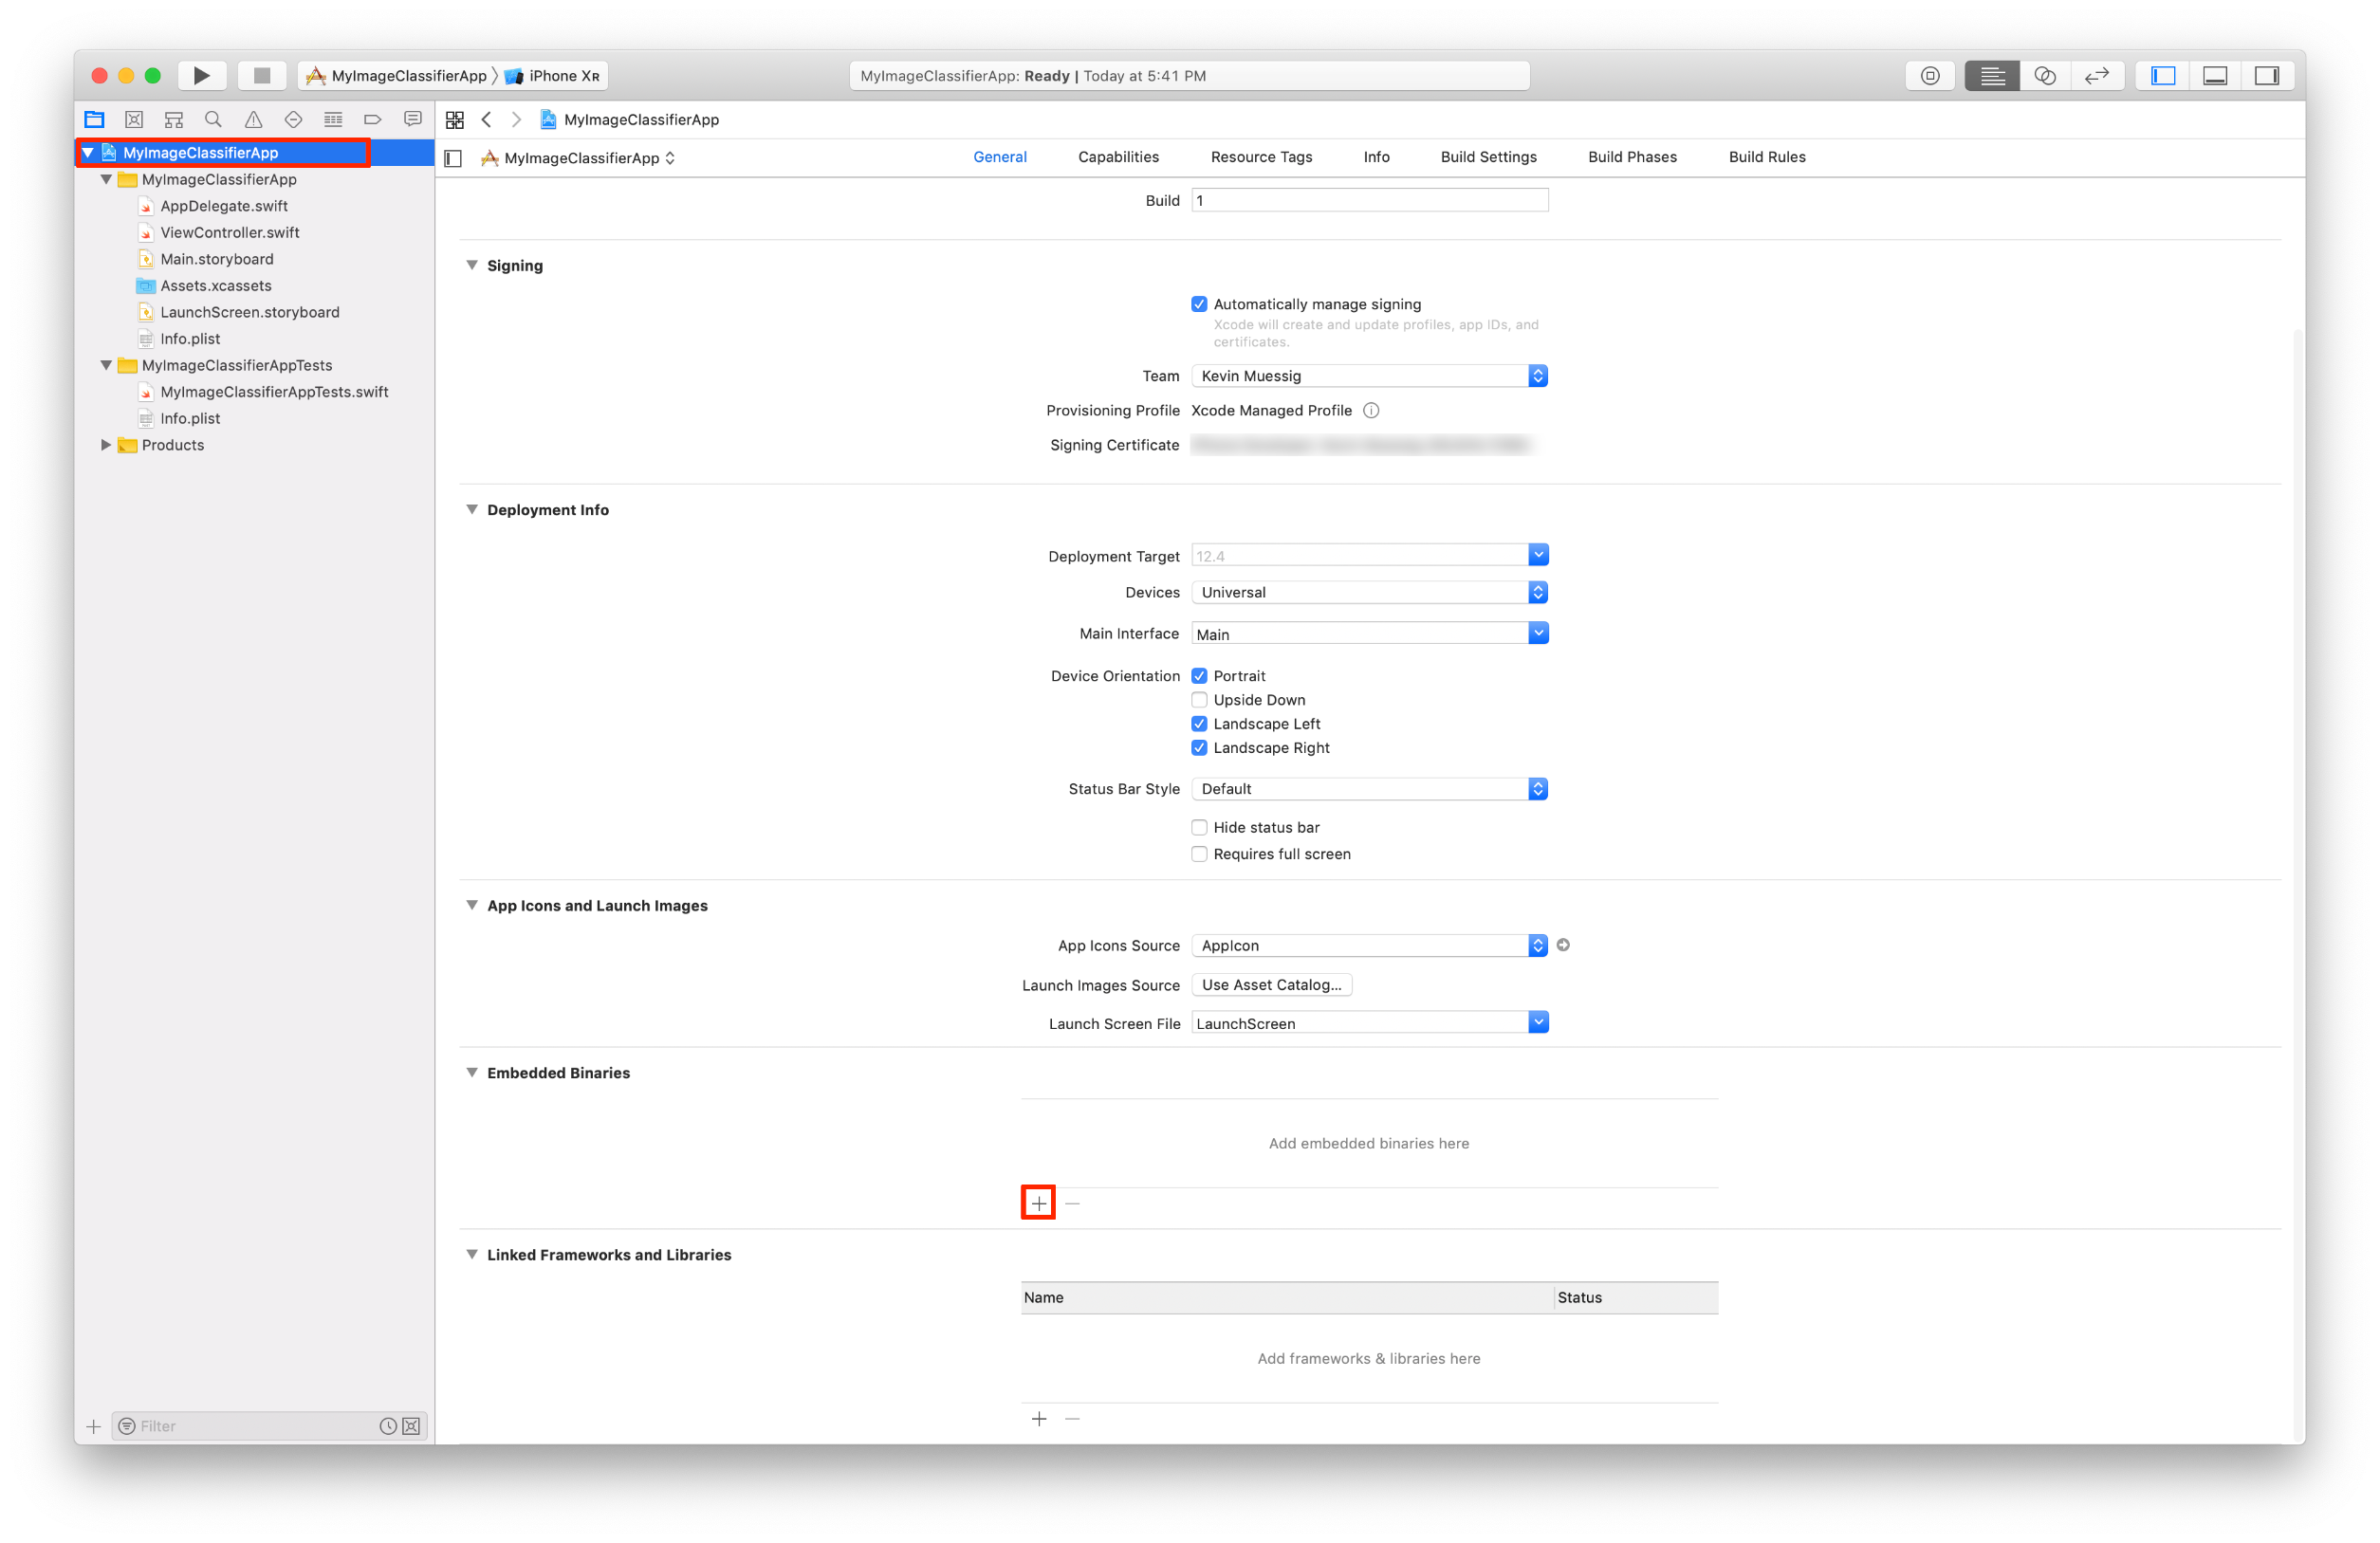 MyImageClassifierApp 〉 iPhone Xʀ
MyImageClassifierApp: Ready | Today at 5:41 PM
MyImageClassifierApp
MyImageClassifierApp
AppDelegate.swift
ViewController.swift
Main.storyboard
Assets.xcassets
LaunchScreen.storyboard
Info.plist
MyImageClassifierAppTests
MyImageClassifierAppTests.swift
Info.plist
Products
Filter
MyImageClassifierApp
MyImageClassifierApp
General Capabilities Resource Tags Info Build Settings Build Phases Build Rules
Build 1
Signing
Automatically manage signing
Xcode will create and update profiles, app IDs, and
certificates.
Team Kevin Muessig
Provisioning Profile Xcode Managed Profile
Signing Certificate
Deployment Info
Deployment Target 12.4
Devices Universal
Main Interface Main
Device Orientation Portrait
Upside Down
Landscape Left
Landscape Right
Status Bar Style Default
Hide status bar
Requires full screen
App Icons and Launch Images
App Icons Source AppIcon
Launch Images Source Use Asset Catalog...
Launch Screen File LaunchScreen
Embedded Binaries
Add embedded binaries here
Linked Frameworks and Libraries
Name Status
Add frameworks & libraries here